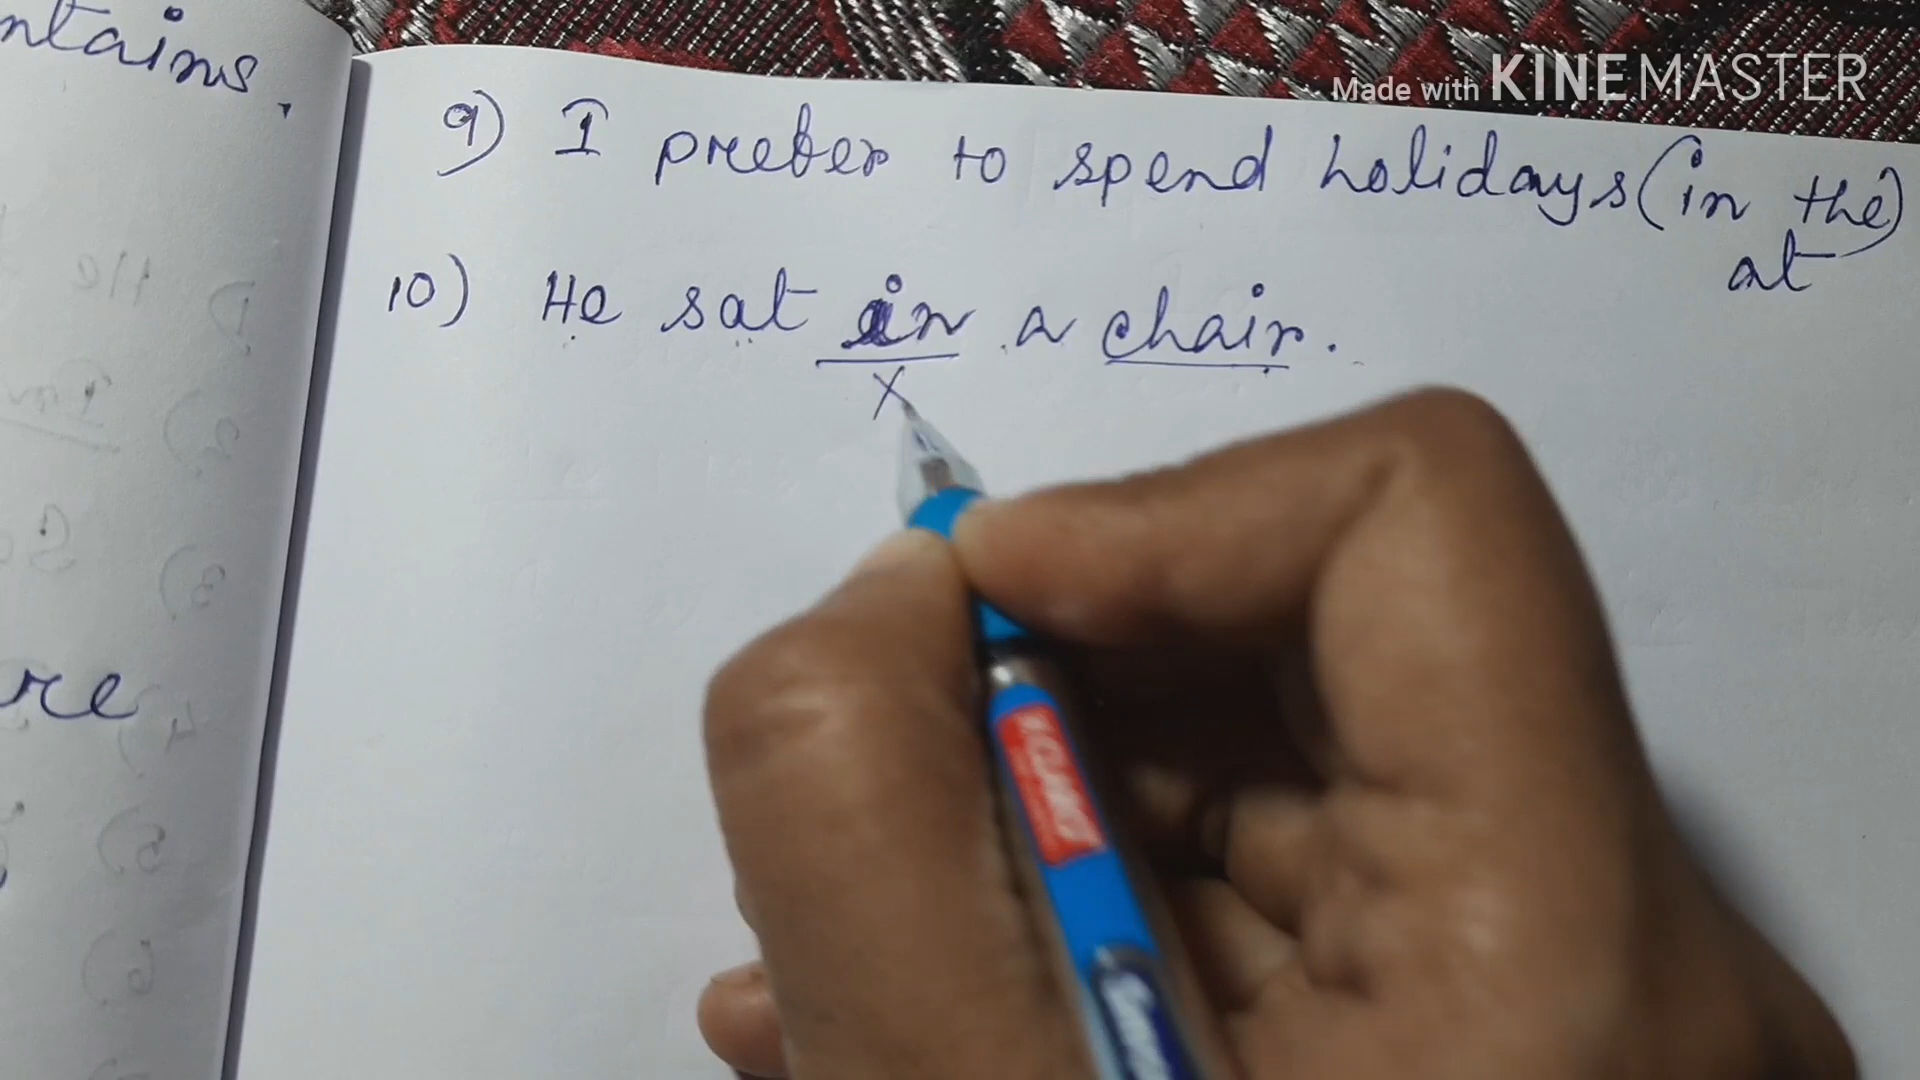 ntains.
Made with KINEMASTER
9) I prefer to spend holidays (in the)
at
10) He sat in a chair.
X
re